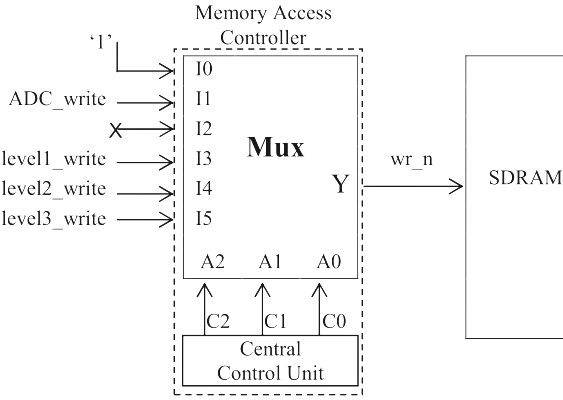 Memory Access
Controller
‘1’
I0
ADC_write
I1
X
I2
Mux
level1_write
I3
wr_n
level2_write
I4
Y
SDRAM
level3_write
I5
A2 A1 A0
C2 C1 C0
Central
Control Unit